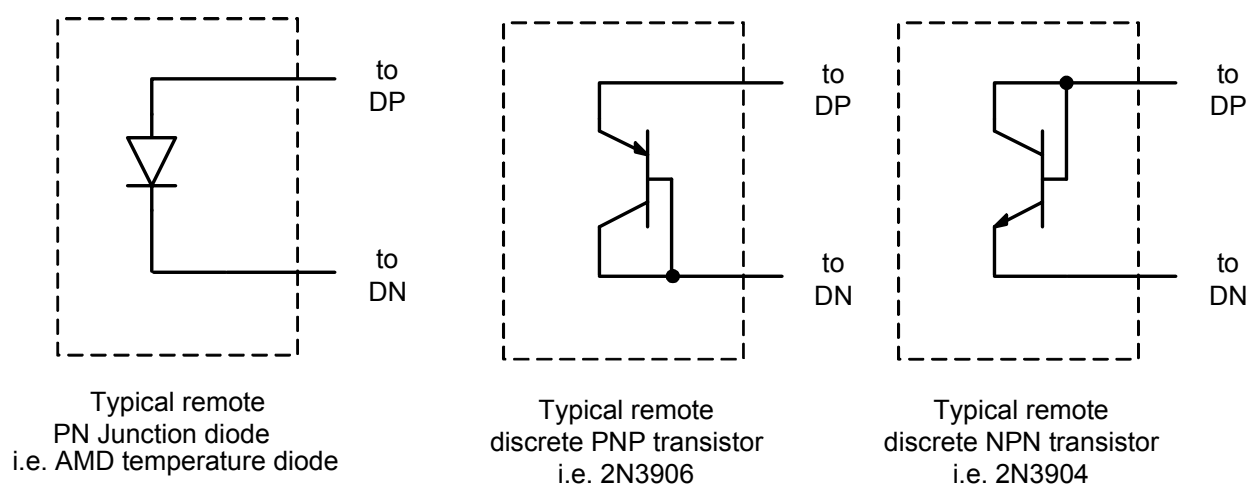 to
DP
to
DN
Typical remote
PN Junction diode
i.e. AMD temperature diode
to
DP
to
DN
Typical remote
discrete PNP transistor
i.e. 2N3906
to
DP
to
DN
Typical remote
discrete NPN transistor
i.e. 2N3904